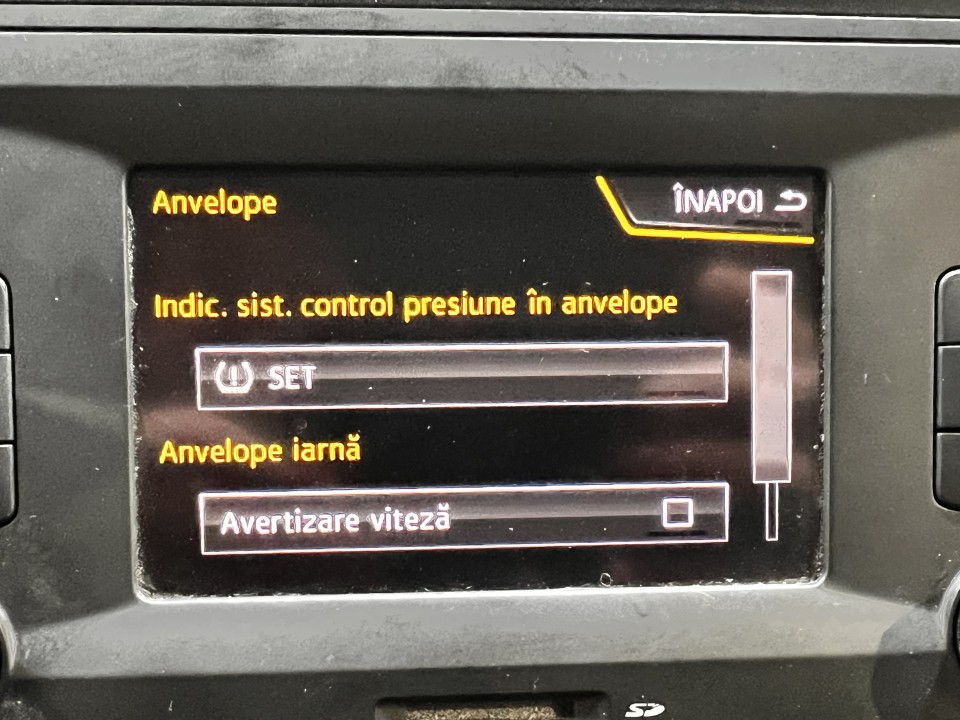 Anvelope
ÎNAPOI
Indic. sist. control presiune în anvelope
SET
Anvelope iarnă
Avertizare viteză
SD